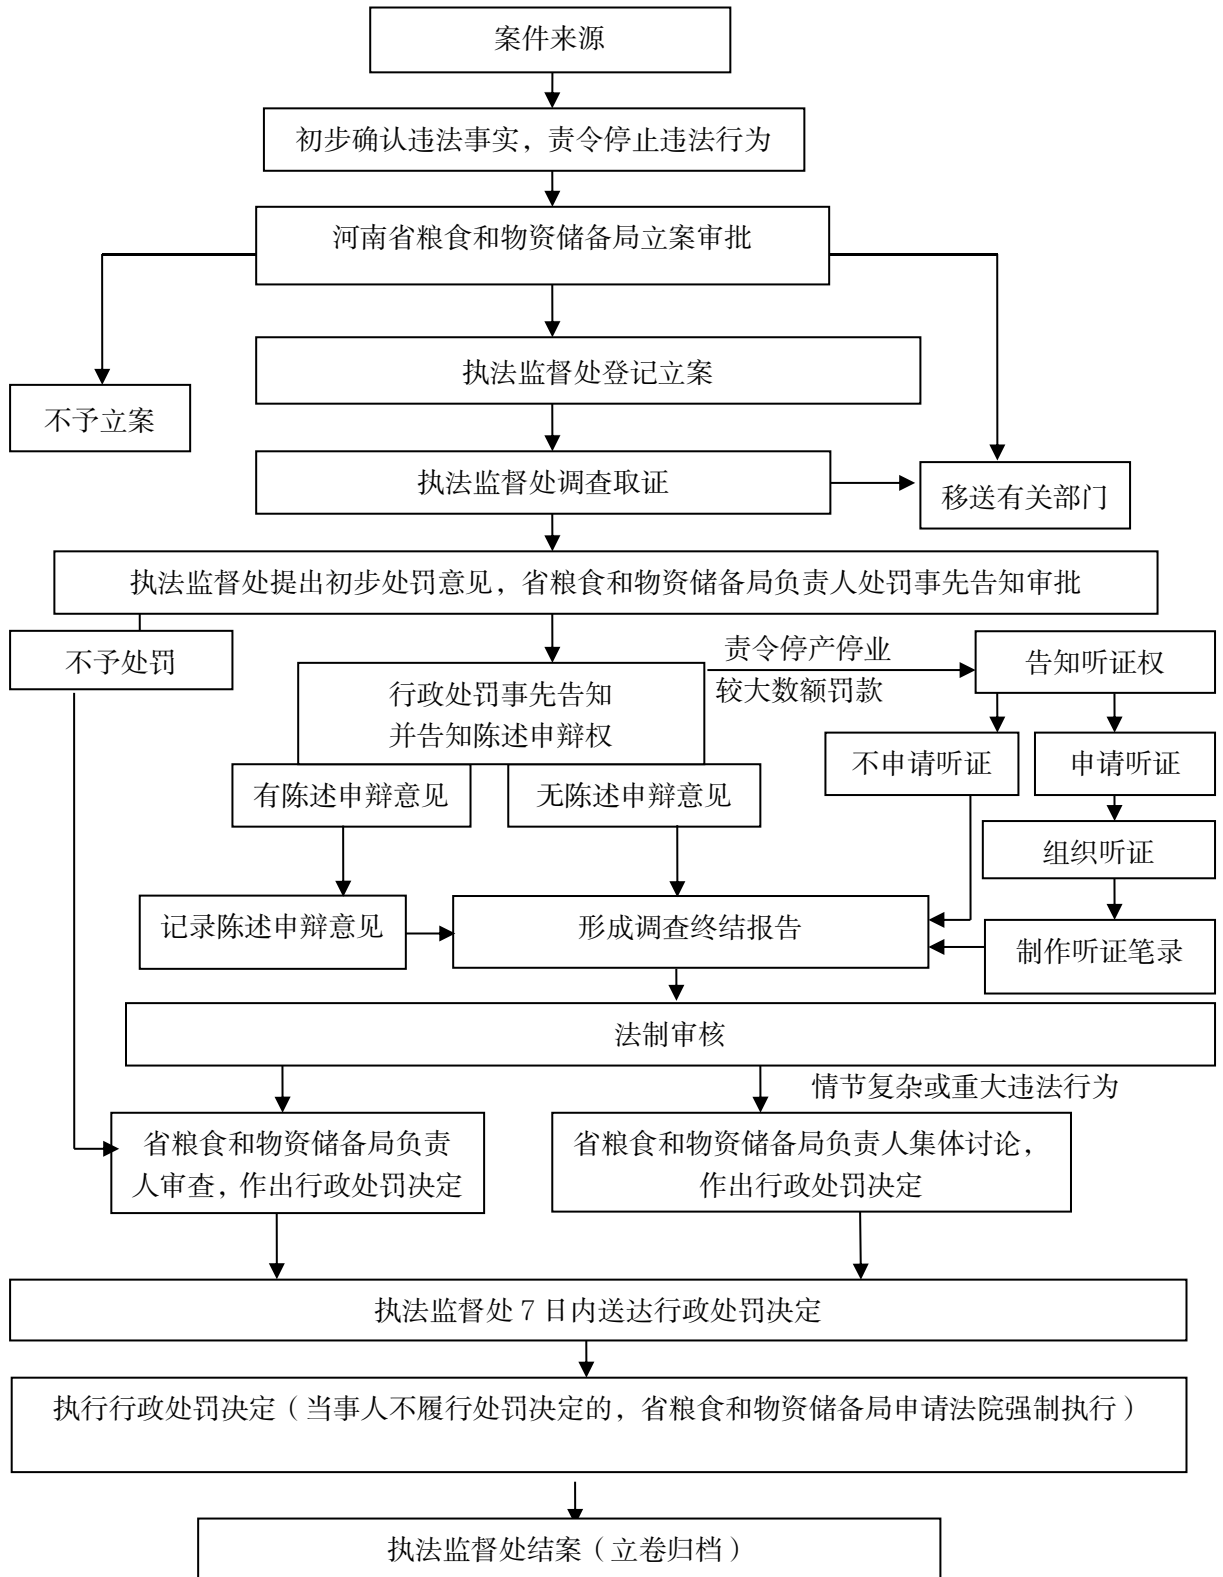 案件来源
初步确认违法事实，责令停止违法行为
河南省粮食和物资储备局立案审批
执法监督处登记立案
不予立案
执法监督处调查取证
移送有关部门
执法监督处提出初步处罚意见，省粮食和物资储备局负责人处罚事先告知审批
不予处罚
责令停产停业
较大数额罚款
告知听证权
行政处罚事先告知
并告知陈述申辩权
不申请听证
申请听证
有陈述申辩意见
无陈述申辩意见
组织听证
记录陈述申辩意见
形成调查终结报告
制作听证笔录
法制审核
情节复杂或重大违法行为
省粮食和物资储备局负责
人审查，作出行政处罚决定
省粮食和物资储备局负责人集体讨论，
作出行政处罚决定
执法监督处 7 日内送达行政处罚决定
执行行政处罚决定（当事人不履行处罚决定的，省粮食和物资储备局申请法院强制执行）
执法监督处结案（立卷归档）